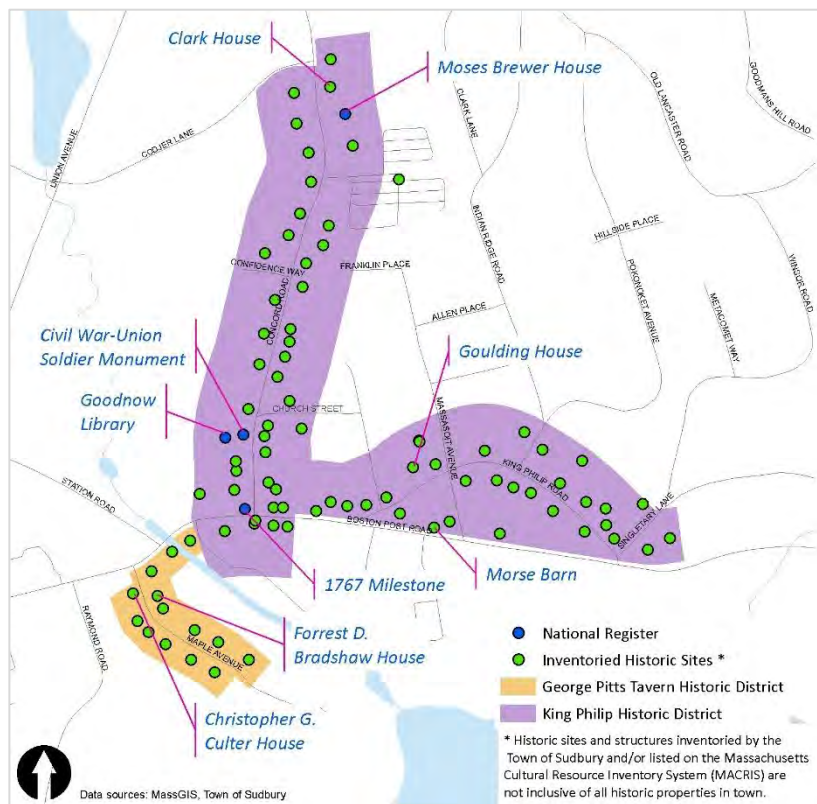 Clark House
Moses Brewer House
UNION AVENUE
CODJER LANE
CLARK LANE
OLD LANCASTER ROAD
GOODMANS HILL ROAD
INDIAN RIDGE ROAD
HILLSIDE PLACE
WINSOR ROAD
CONFIDENCE WAY
FRANKLIN PLACE
POKONOKET AVENUE
METACOMET WAY
ALLEN PLACE
CONCORD ROAD
Civil War-Union
Soldier Monument
Goulding House
Goodnow
Library
CHURCH STREET
MASSASOIT AVENUE
KING PHILIP ROAD
STATION ROAD
BOSTON POST ROAD
SINGLETARY LANE
1767 Milestone
Morse Barn
RAYMOND ROAD
MAPLE AVENUE
Forrest D.
Bradshaw House
Christopher G.
Culter House
National Register
Inventoried Historic Sites *
George Pitts Tavern Historic District
King Philip Historic District
* Historic sites and structures inventoried by the
Town of Sudbury and/or listed on the Massachusetts
Cultural Resource Inventory System (MACRIS) are
not inclusive of all historic properties in town.
Data sources: MassGIS, Town of Sudbury